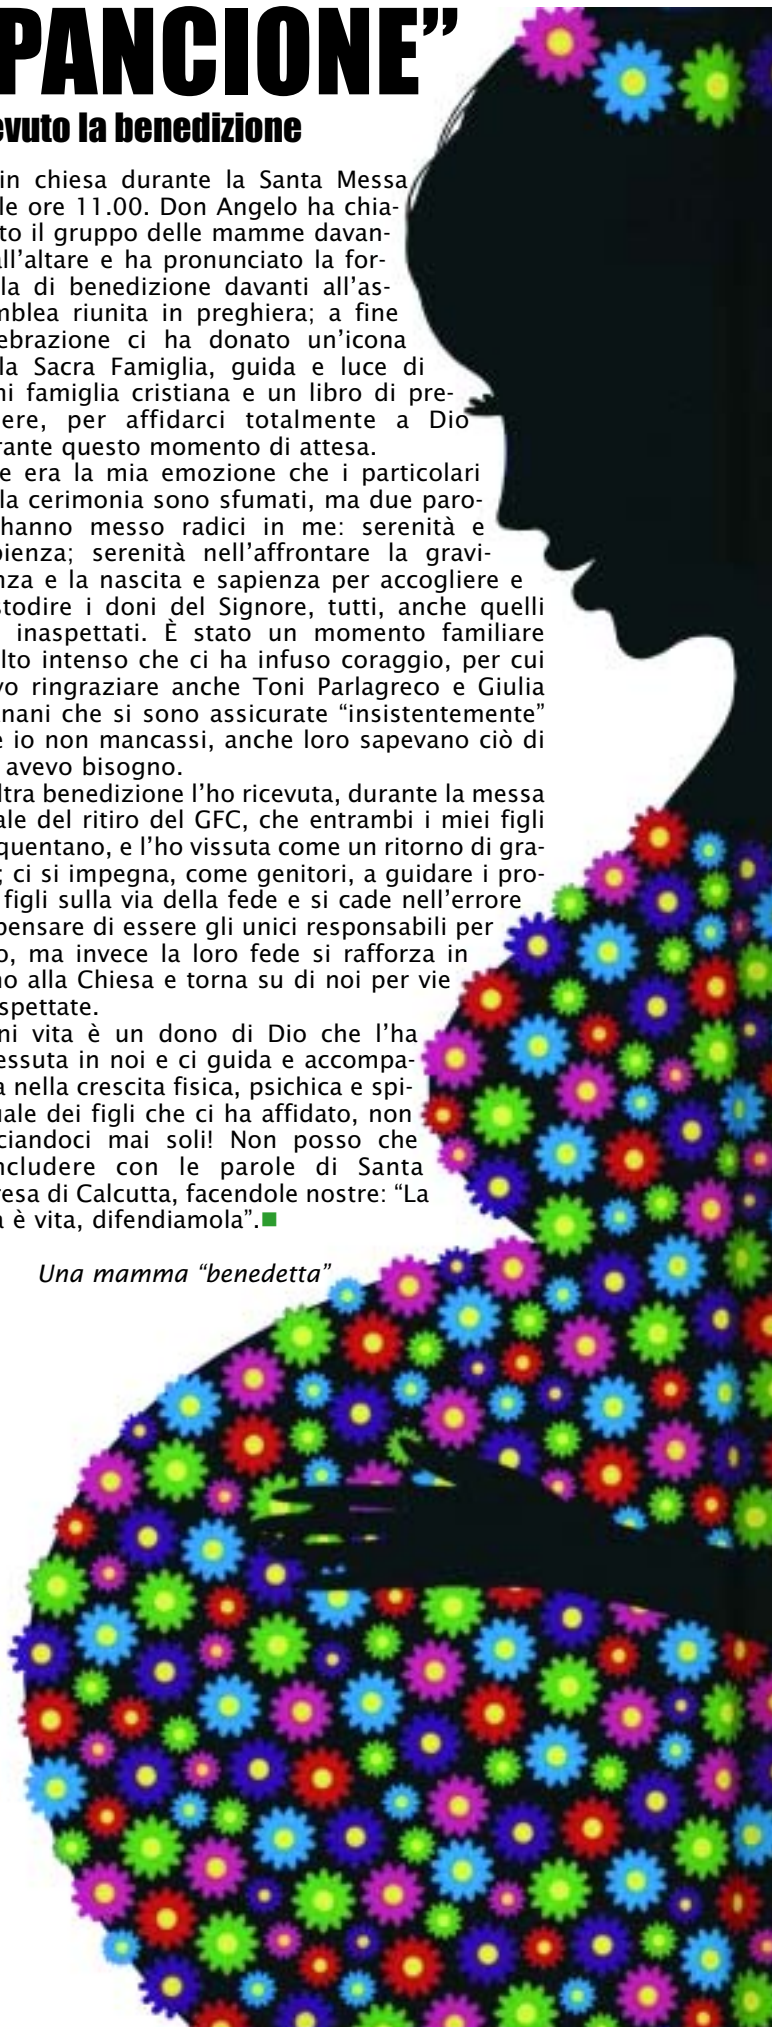 PANCIONE”
evuto la benedizione
in chiesa durante la Santa Messa
le ore 11.00. Don Angelo ha chia-
to il gruppo delle mamme davan-
all’altare e ha pronunciato la for-
la di benedizione davanti all’as-
mblea riunita in preghiera; a fine
ebrazione ci ha donato un’icona
la Sacra Famiglia, guida e luce di
ni famiglia cristiana e un libro di pre-
ere, per affidarci totalmente a Dio
rante questo momento di attesa.
e era la mia emozione che i particolari
la cerimonia sono sfumati, ma due paro-
hanno messo radici in me: serenità e
pienza; serenità nell’affrontare la gravi-
nza e la nascita e sapienza per accogliere e
stodire i doni del Signore, tutti, anche quelli
inaspettati. È stato un momento familiare
lto intenso che ci ha infuso coraggio, per cui
vo ringraziare anche Toni Parlagreco e Giulia
nani che si sono assicurate “insistentemente”
e io non mancassi, anche loro sapevano ciò di
avevo bisogno.
ltra benedizione l’ho ricevuta, durante la messa
ale del ritiro del GFC, che entrambi i miei figli
quentano, e l’ho vissuta come un ritorno di gra-
; ci si impegna, come genitori, a guidare i pro-
figli sulla via della fede e si cade nell’errore
pensare di essere gli unici responsabili per
o, ma invece la loro fede si rafforza in
no alla Chiesa e torna su di noi per vie
spettate.
ni vita è un dono di Dio che l’ha
essuta in noi e ci guida e accompa-
a nella crescita fisica, psichica e spi-
uale dei figli che ci ha affidato, non
ciandoci mai soli! Non posso che
ncludere con le parole di Santa
resa di Calcutta, facendole nostre: “La
a è vita, difendiamola”.
Una mamma “benedetta”